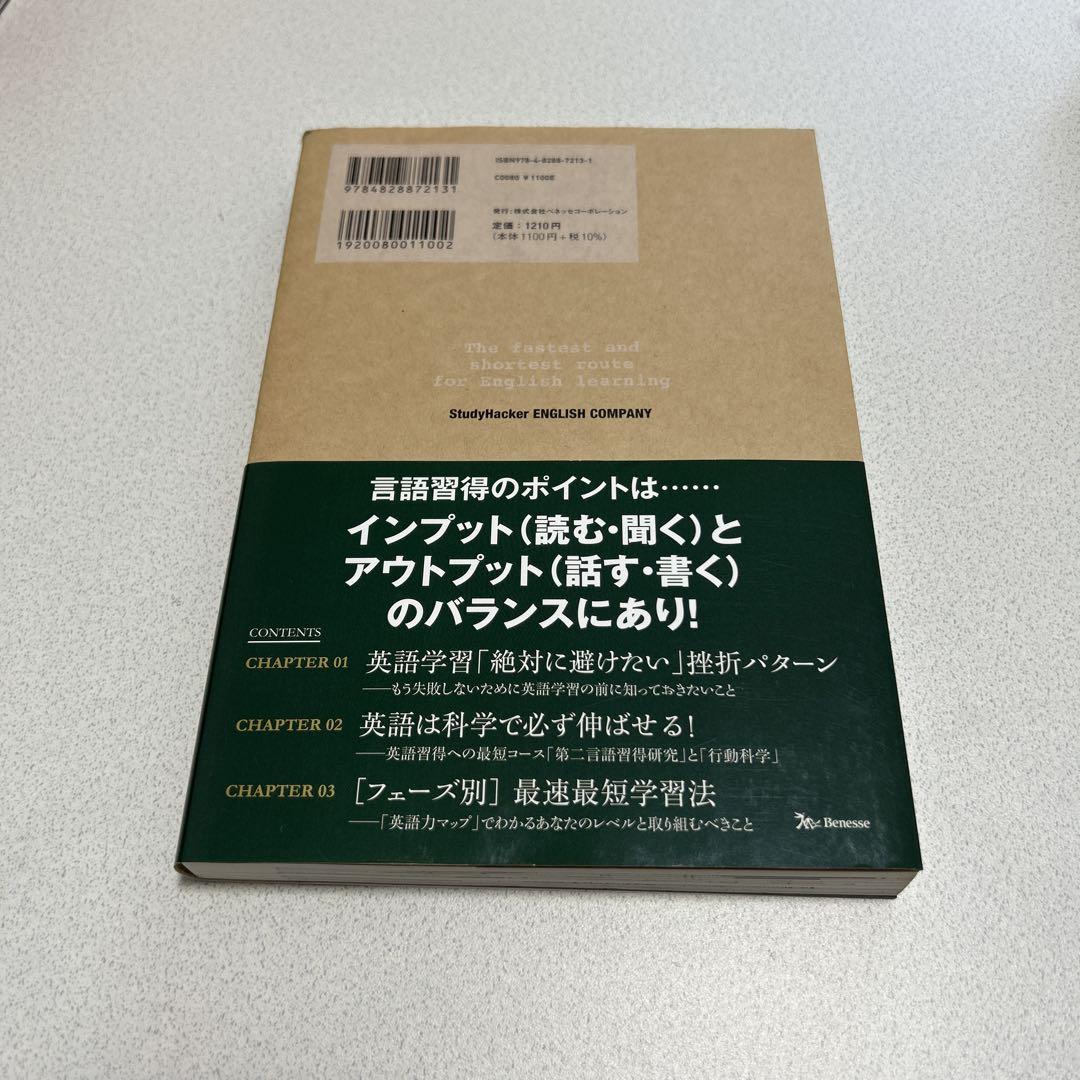 ISBN978-4-8288-7213-1
C0080 ¥1100E
9784828872131
発行:株式会社ベネッセコーポレーション
定価:1210円
(本体1100円+税10%)
1920080011002
The fastest and
shortest route
for English learning
StudyHacker ENGLISH COMPANY
言語習得のポイントは……
インプット(読む・聞く)と
アウトプット(話す・書く)
のバランスにあり!
CONTENTS
CHAPTER 01 英語学習「絶対に避けたい」挫折パターン
——もう失敗しないために英語学習の前に知っておきたいこと
CHAPTER 02 英語は科学で必ず伸ばせる!
——英語習得への最短コース「第二言語習得研究」と「行動科学」
CHAPTER 03 [フェーズ別] 最速最短学習法
——「英語力マップ」でわかるあなたのレベルと取り組むべきこと
Benesse